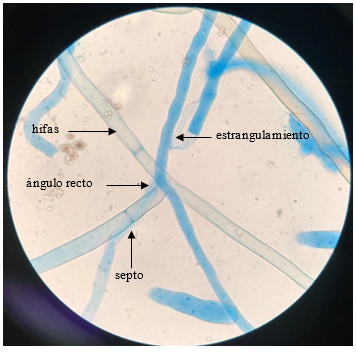 hifas
estrangulamiento
ángulo recto
septo